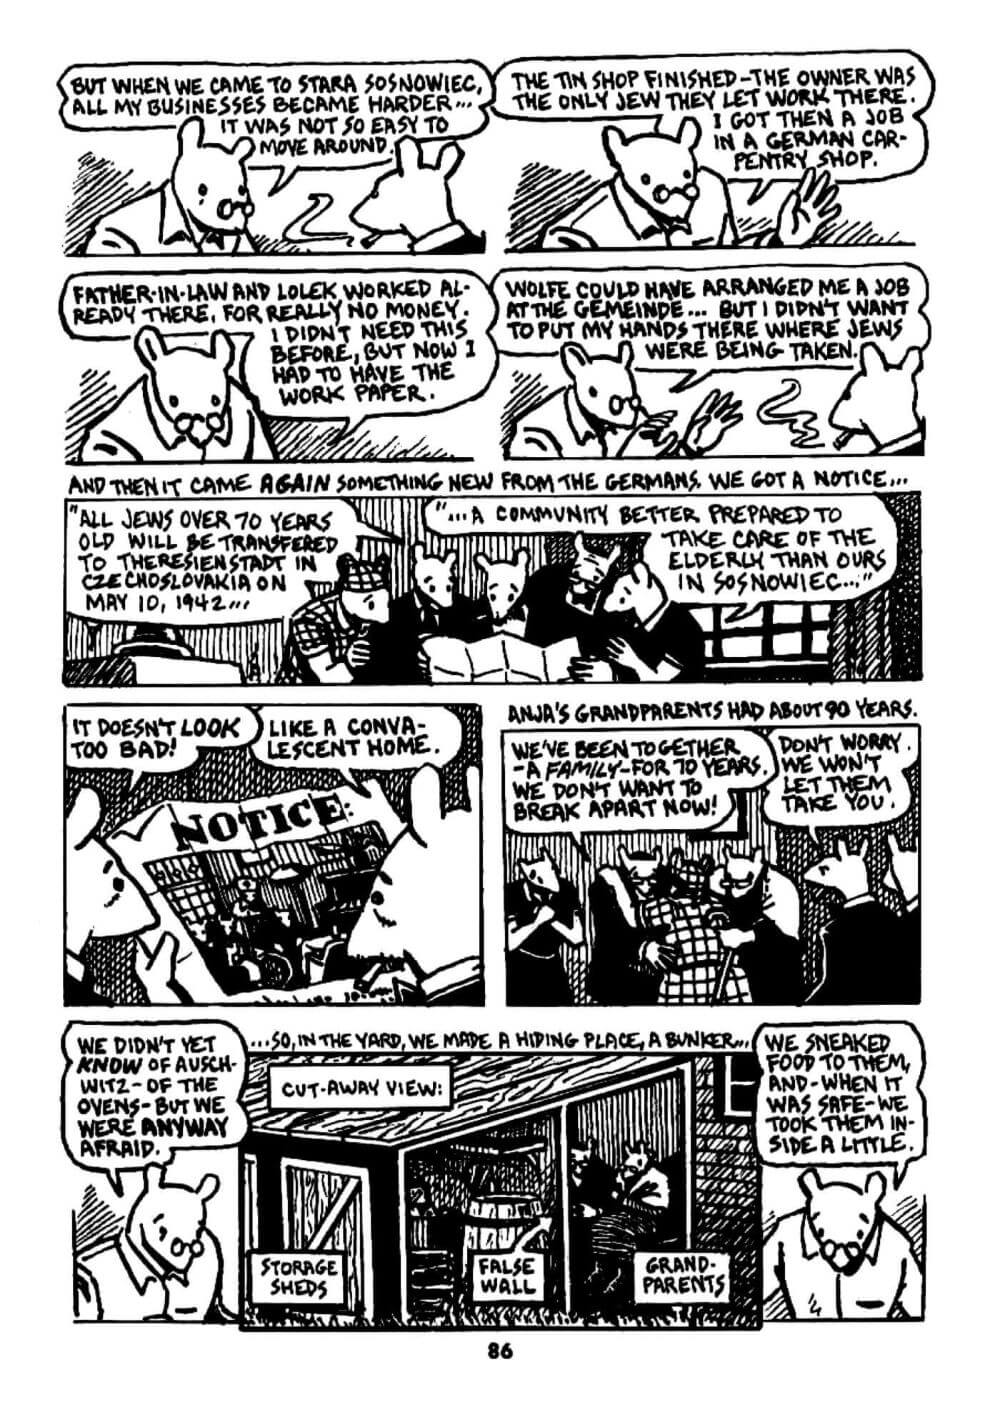 BUT WHEN WE CAME TO STARA SOSNOWIEC,
ALL MY BUSINESSES BECAME HARDER...
IT WAS NOT SO EASY TO
MOVE AROUND.
THE TIN SHOP FINISHED-THE OWNER WAS
THE ONLY JEW THEY LET WORK THERE.
I GOT THEN A JOB
IN A GERMAN CAR-
PENTRY SHOP.
FATHER-IN-LAW AND LOLEK WORKED AL-
READY THERE, FOR REALLY NO MONEY.
I DIDN'T NEED THIS
BEFORE, BUT NOW I
HAD TO HAVE THE
WORK PAPER.
WOLFE COULD HAVE ARRANGED ME A JOB
AT THE GEMEINDE... BUT I DIDN'T WANT
TO PUT MY HANDS THERE WHERE JEWS
WERE BEING TAKEN.
AND THEN IT CAME AGAIN SOMETHING NEW FROM THE GERMANS. WE GOT A NOTICE...
"ALL JEWS OVER 70 YEARS
OLD WILL BE TRANSFERED
TO THERESIENSTADT IN
CZECHOSLOVAKIA ON
MAY 10, 1942...
"...A COMMUNITY BETTER PREPARED TO
TAKE CARE OF THE
ELDERLY THAN OURS
IN SOSNOWIEC..."
IT DOESN'T LOOK
TOO BAD!
LIKE A CONVA-
LESCENT HOME.
NOTICE:
ANJA'S GRANDPARENTS HAD ABOUT 90 YEARS.
WE'VE BEEN TOGETHER
-A FAMILY-FOR 70 YEARS.
WE DON'T WANT TO
BREAK APART NOW!
DON'T WORRY.
WE WON'T
LET THEM
TAKE YOU.
WE DIDN'T YET
KNOW OF AUSCH-
WITZ-OF THE
OVENS-BUT WE
WERE ANYWAY
AFRAID.
...SO, IN THE YARD, WE MADE A HIDING PLACE, A BUNKER...
CUT-AWAY VIEW:
STORAGE
SHEDS
FALSE
WALL
GRAND-
PARENTS
WE SNEAKED
FOOD TO THEM,
AND-WHEN IT
WAS SAFE-WE
TOOK THEM IN-
SIDE A LITTLE.
86